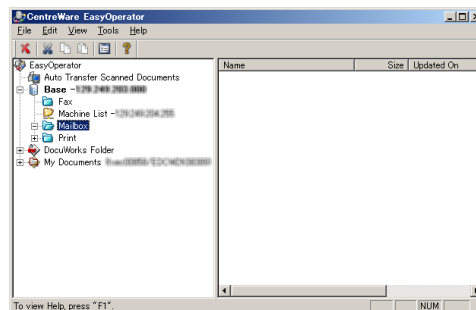 CentreWare EasyOperator
File Edit View Tools Help
EasyOperator
Auto Transfer Scanned Documents
Base -
Fax
Machine List -
Mailbox
Print
DocuWorks Folder
My Documents
Name Size Updated On
To view Help, press "F1".
NUM